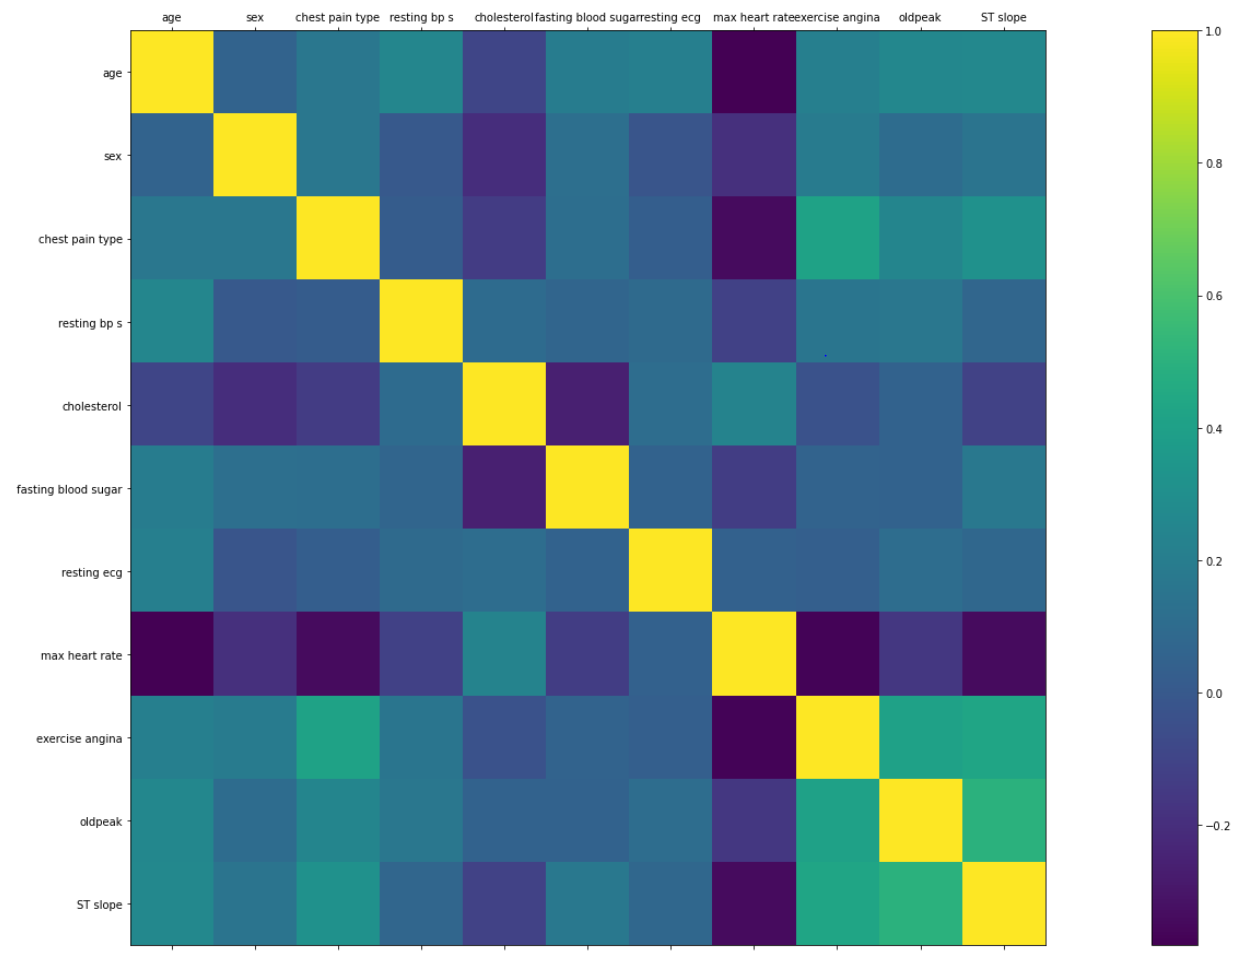 age sex chest pain type resting bp s cholesterol fasting blood sugar resting ecg max heart rate exercise angina oldpeak ST slope
age
sex
chest pain type
resting bp s
cholesterol
fasting blood sugar
resting ecg
max heart rate
exercise angina
oldpeak
ST slope
1.0
0.8
0.6
0.4
0.2
0.0
−0.2